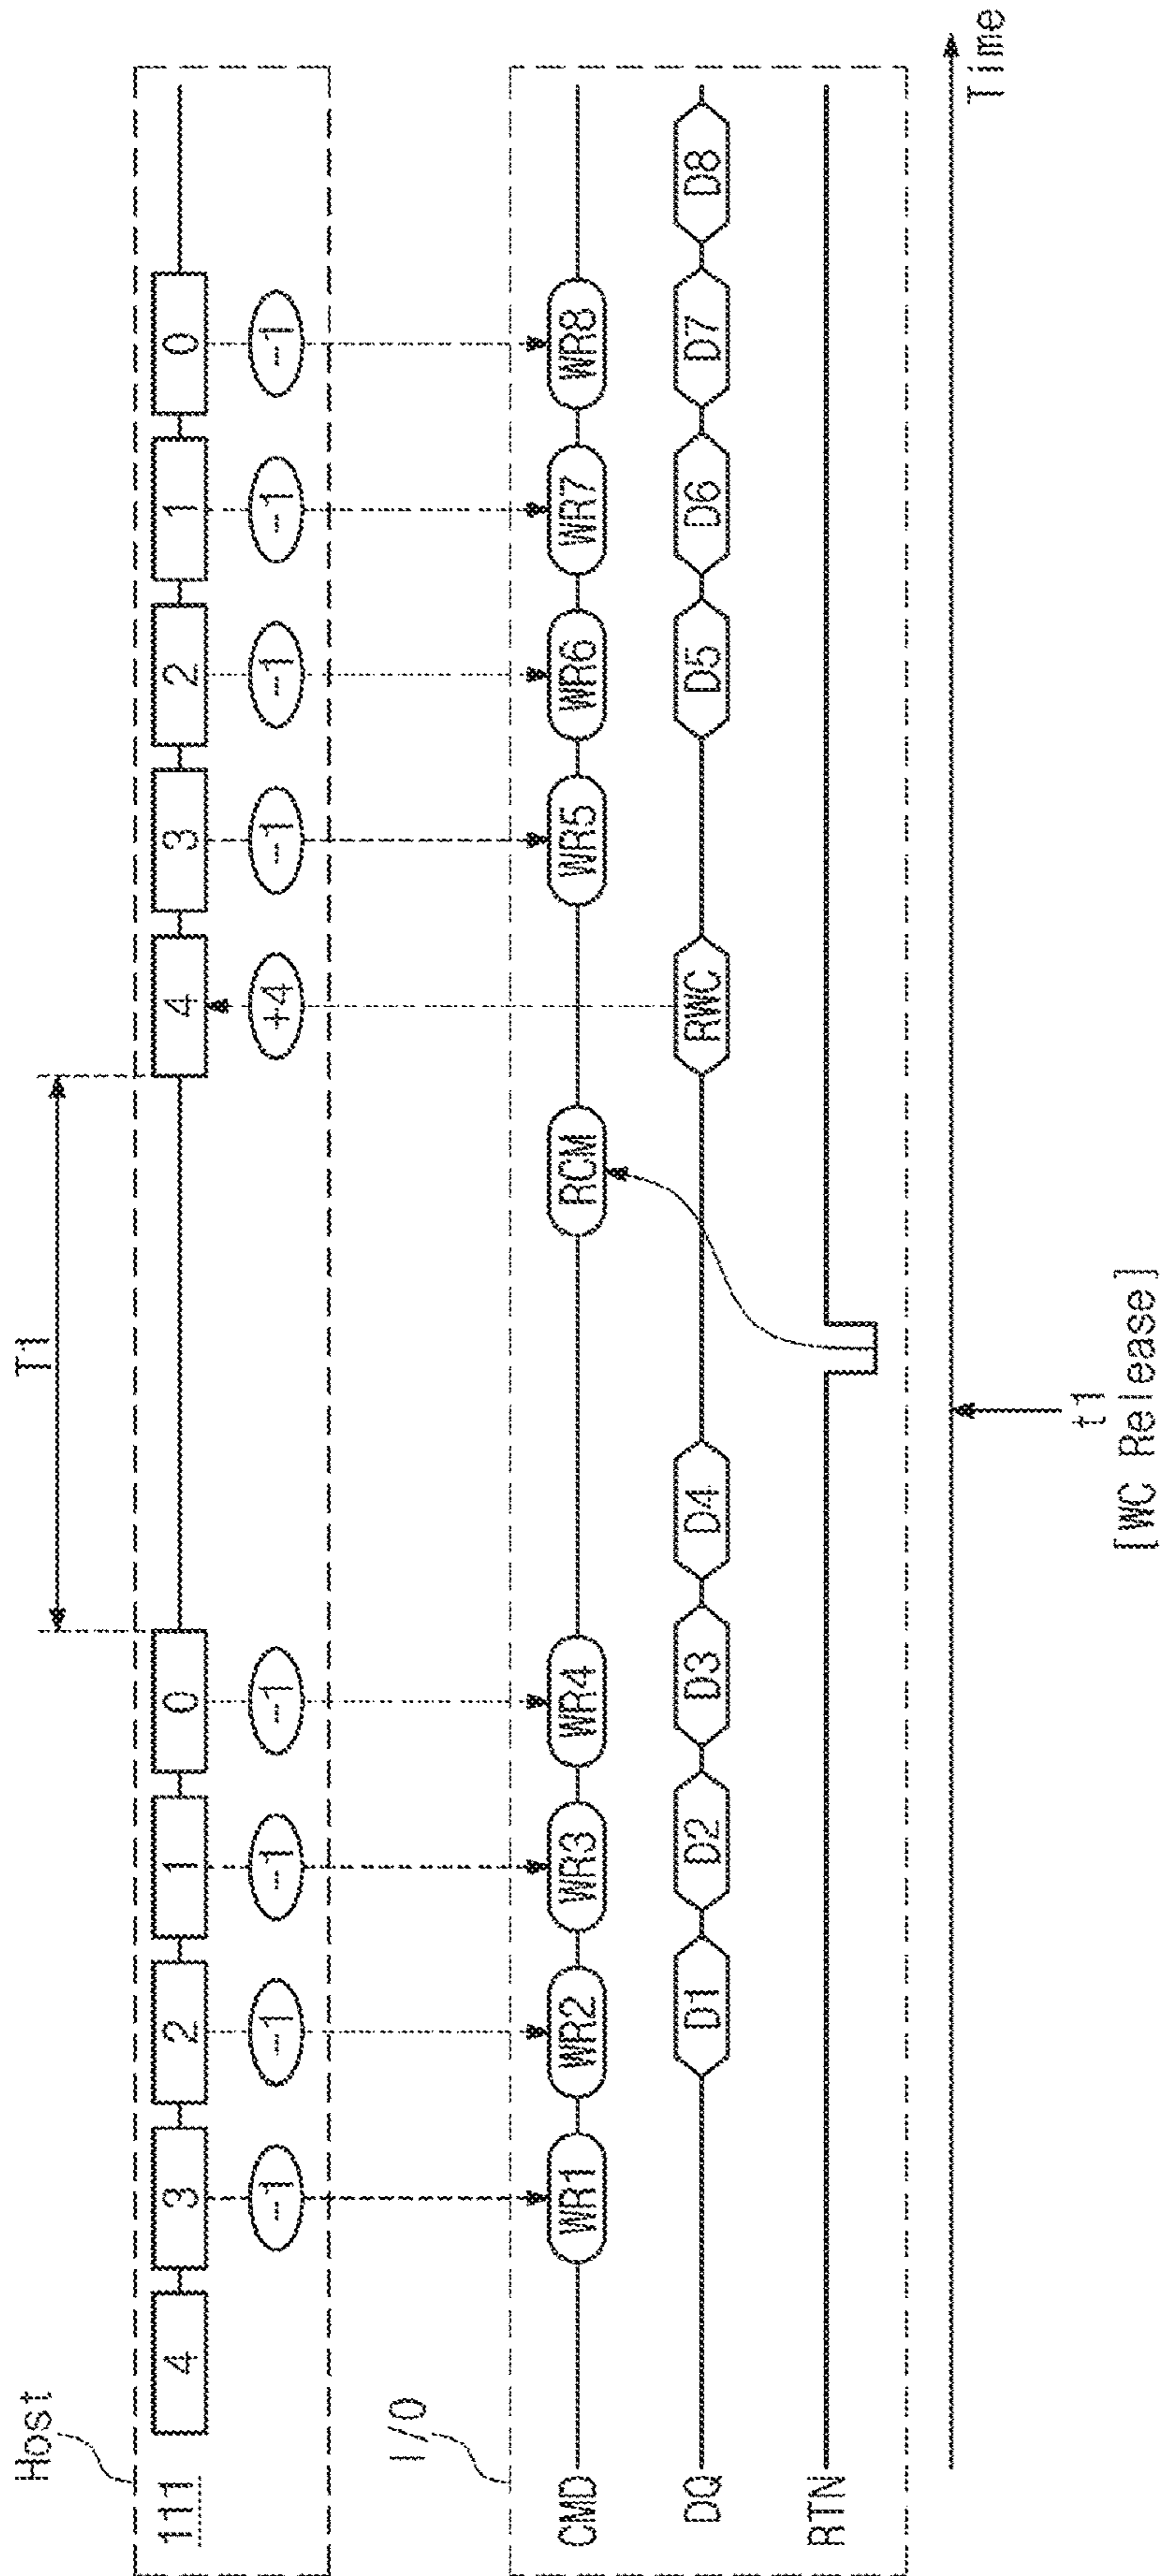 Host
T1
111 4 3 2 1 0 4 3 2 1 0
-1 -1 -1 -1 +4 -1 -1 -1 -1
I/O
CMD WR1 WR2 WR3 WR4 RCM WR5 WR6 WR7 WR8
DQ D1 D2 D3 D4 RWC D5 D6 D7 D8
RTN
Time
t1
[WC Release]